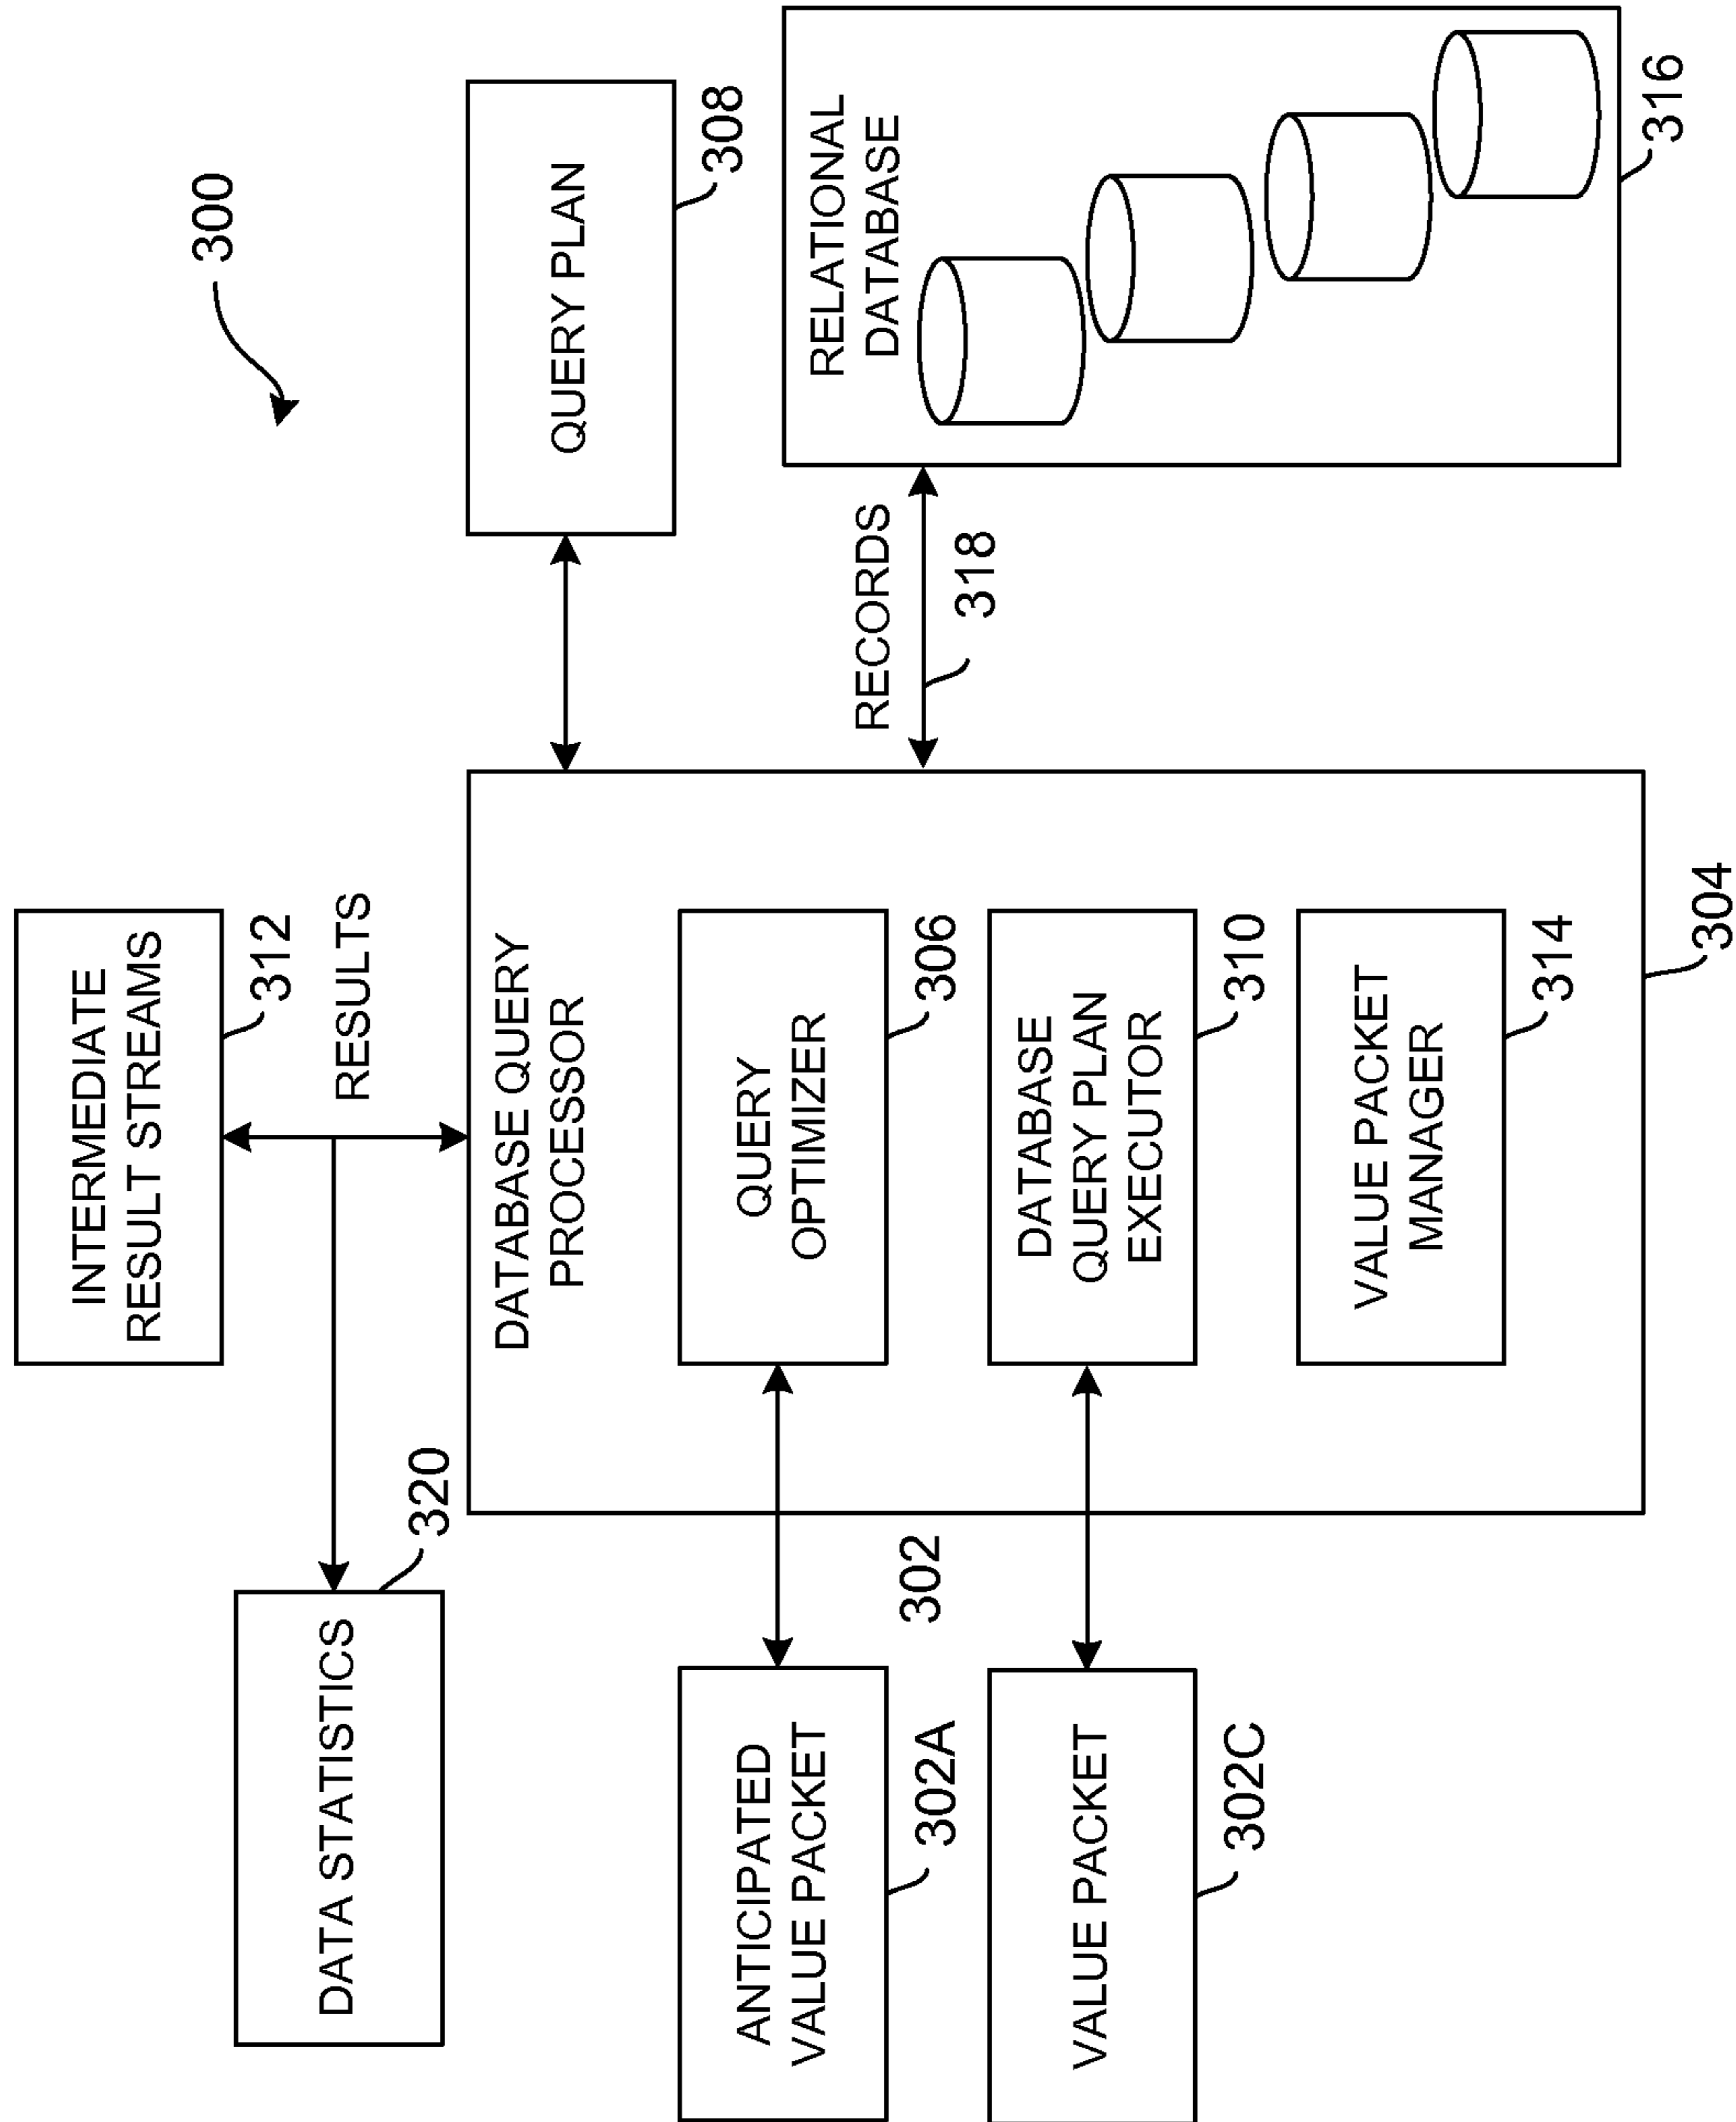 300
INTERMEDIATE
RESULT STREAMS
312
RESULTS
DATA STATISTICS
320
QUERY PLAN
308
DATABASE QUERY
PROCESSOR
ANTICIPATED
VALUE PACKET
302A
302
QUERY
OPTIMIZER
306
RECORDS
318
RELATIONAL
DATABASE
316
VALUE PACKET
302C
DATABASE
QUERY PLAN
EXECUTOR
310
VALUE PACKET
MANAGER
314
304